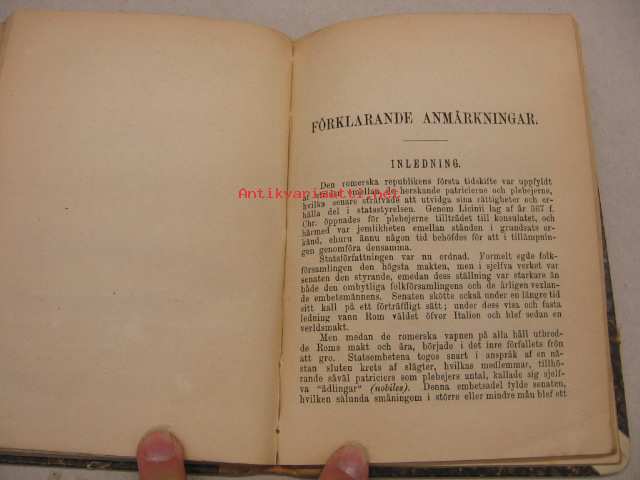 FÖRKLARANDE ANMÄRKNINGAR.
INLEDNING.
Den romerska republikens första tidskifte var uppfyldt
emellan de herskande patricierne och plebejerne,
hvilka senare sträfvade att utvidga sina rättigheter och er-
hålla del i statsstyrelsen. Genom Licinii lag af år 367 f.
Chr. öppnades för plebejerne tillträdet till konsulatet, och
härmed var jemlikheten emellan stånden i grundsats er-
känd, ehuru ännu någon tid behöfdes för att i tillämpnin-
gen genomföra densamma.
Statsförfattningen var nu ordnad. Formelt egde folk-
församlingen den högsta makten, men i sjelfva verket var
senaten den styrande, emedan dess ställning var starkare än
både den ombytliga folkförsamlingens och de årligen vexlan-
de embetsmännens. Senaten skötte också under en längre tid
sitt kall på ett förträffligt sätt; under dess visa och fasta
ledning vann Rom väldet öfver Italien och blef sedan en
verldsmakt.
Men medan de romerska vapnen på alla håll utbred-
de Roms makt och ära, började i det inre förfallets frön
att gro. Statsembetena togos snart i anspråk af en nä-
stan sluten krets af slägter, hvilkas medlemmar, tillhö-
rande såväl patriciers som plebejers antal, kallade sig sjelf-
va "ädlingar" (nobiles). Denna embetsadel fylde senaten,
hvilken sålunda småningom i större eller mindre mån blef ett
Antikvariaatti.net